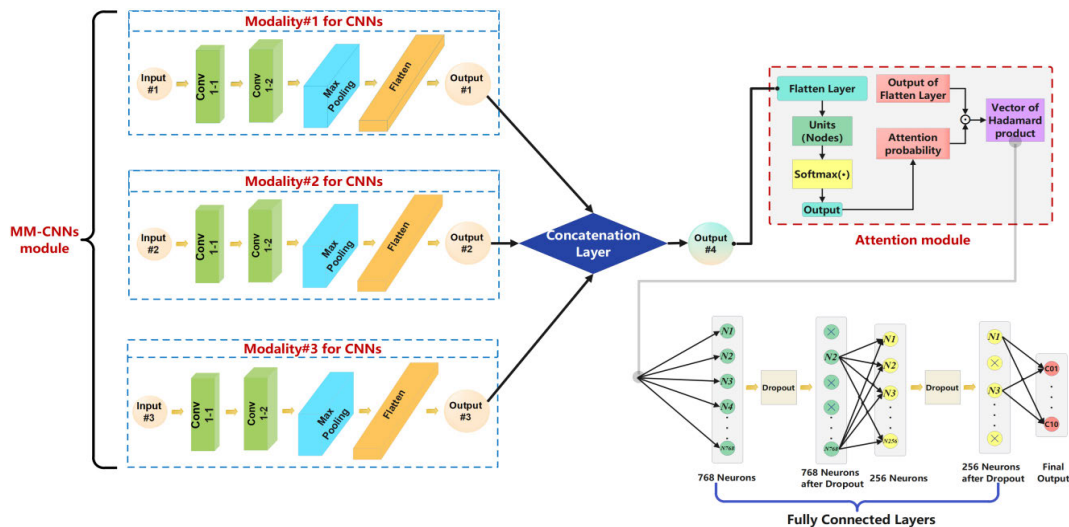 MM-CNNs
module
Modality#1 for CNNs
Input
#1
Conv
1-1
Conv
1-2
Max
Pooling
Flatten
Output
#1
Modality#2 for CNNs
Input
#2
Conv
1-1
Conv
1-2
Max
Pooling
Flatten
Output
#2
Modality#3 for CNNs
Input
#3
Conv
1-1
Conv
1-2
Max
Pooling
Flatten
Output
#3
Concatenation
Layer
Output
#4
Flatten Layer
Units
(Nodes)
Softmax(•)
Output
Output of
Flatten Layer
Attention
probability
Vector of
Hadamard
product
Attention module
N1
N2
N3
N4
N768
768 Neurons
Dropout
N2
N768
768 Neurons
after Dropout
N1
N2
N3
N256
256 Neurons
Dropout
N1
N3
256 Neurons
after Dropout
C01
C10
Final
Output
Fully Connected Layers